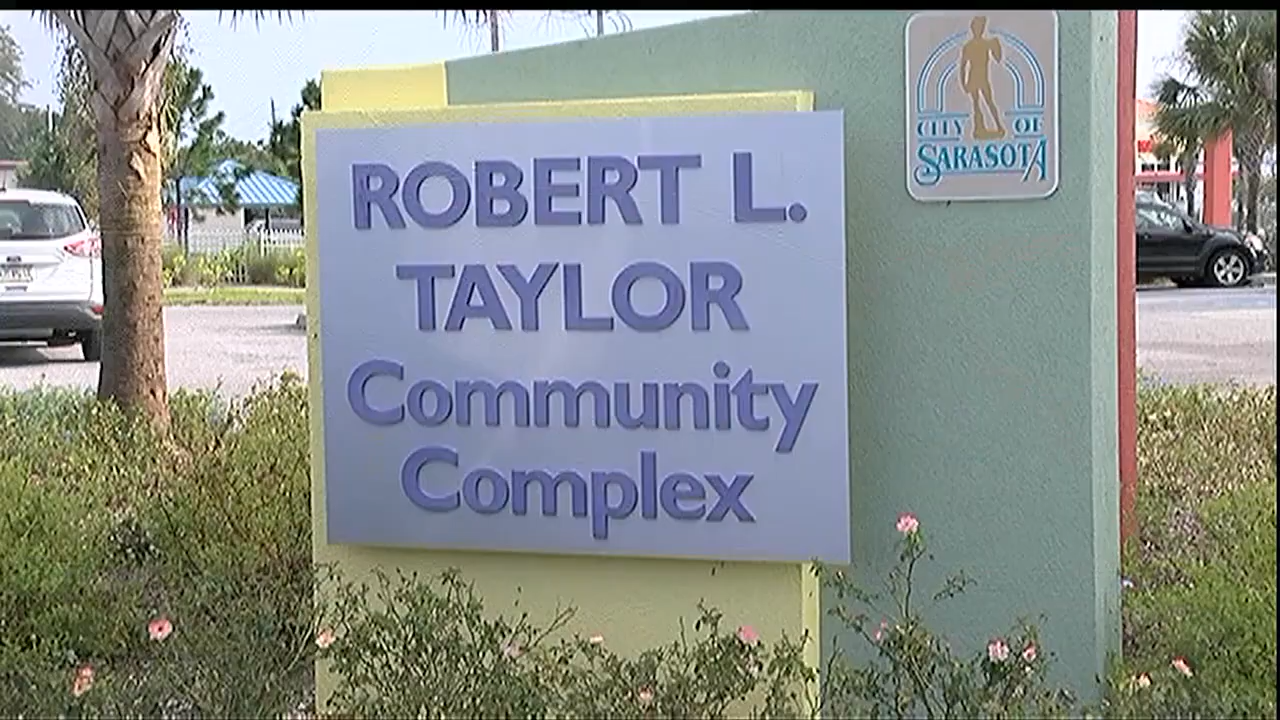 ROBERT L.
TAYLOR
Community
Complex
CITY OF
SARASOTA